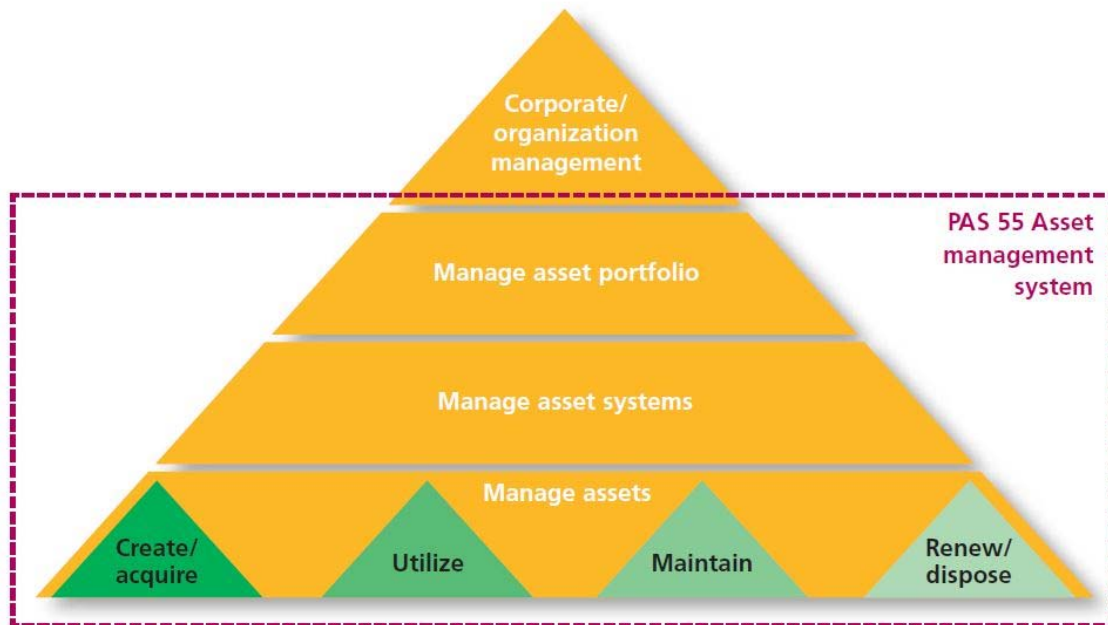 Corporate/
organization
management
PAS 55 Asset
management
system
Manage asset portfolio
Manage asset systems
Manage assets
Create/
acquire
Utilize
Maintain
Renew/
dispose